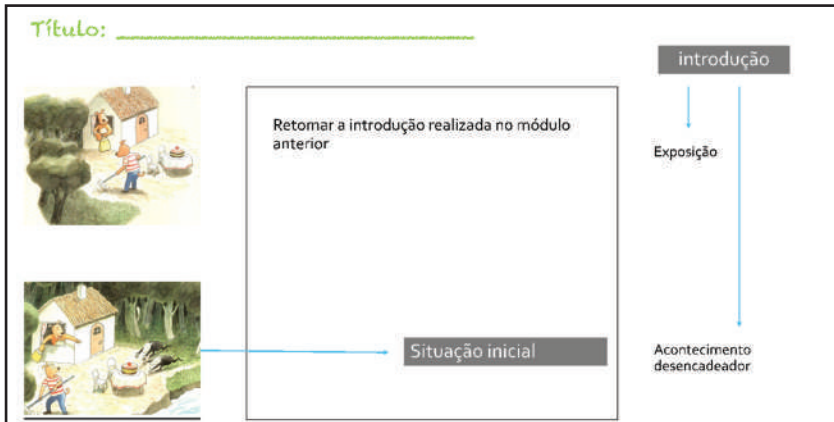 Título:
introdução
Retomar a introdução realizada no módulo
anterior
Exposição
Situação inicial
Acontecimento
desencadeador